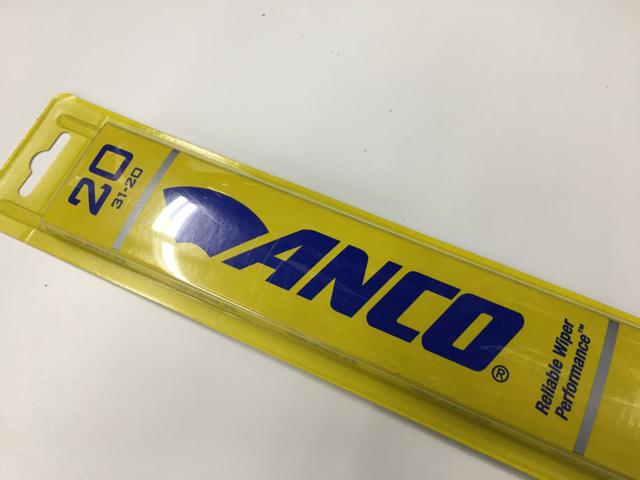 20
31-20
ANCO
®
Reliable Wiper
Performance™